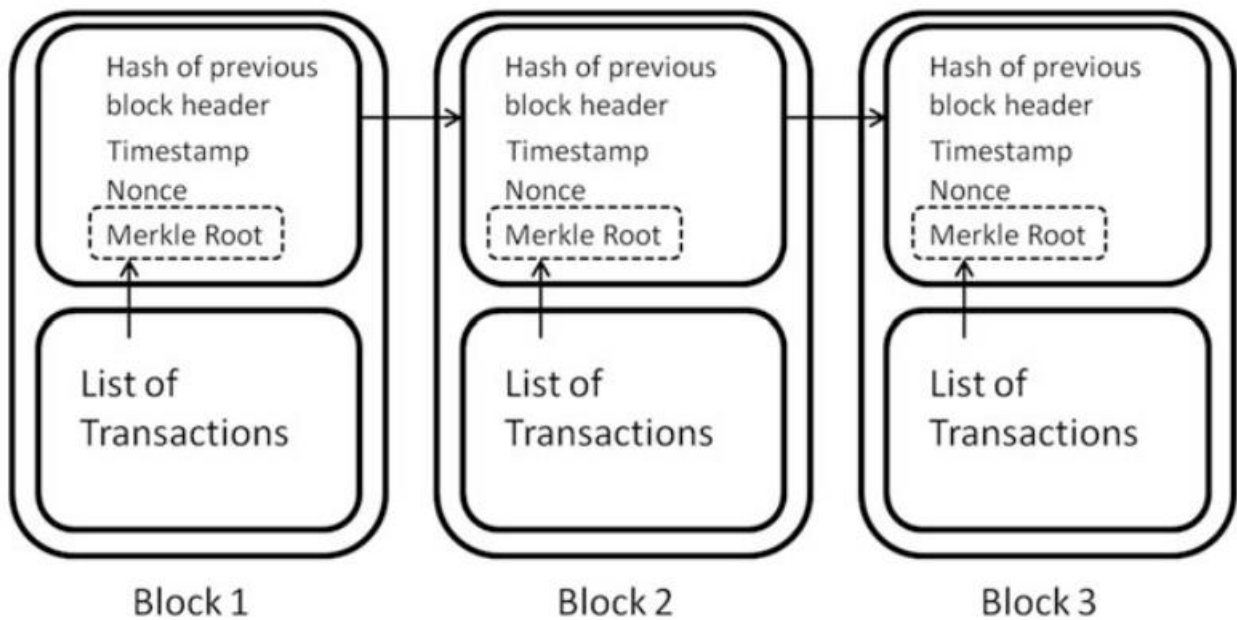 Hash of previous
block header
Timestamp
Nonce
Merkle Root
List of
Transactions
Block 1
Hash of previous
block header
Timestamp
Nonce
Merkle Root
List of
Transactions
Block 2
Hash of previous
block header
Timestamp
Nonce
Merkle Root
List of
Transactions
Block 3